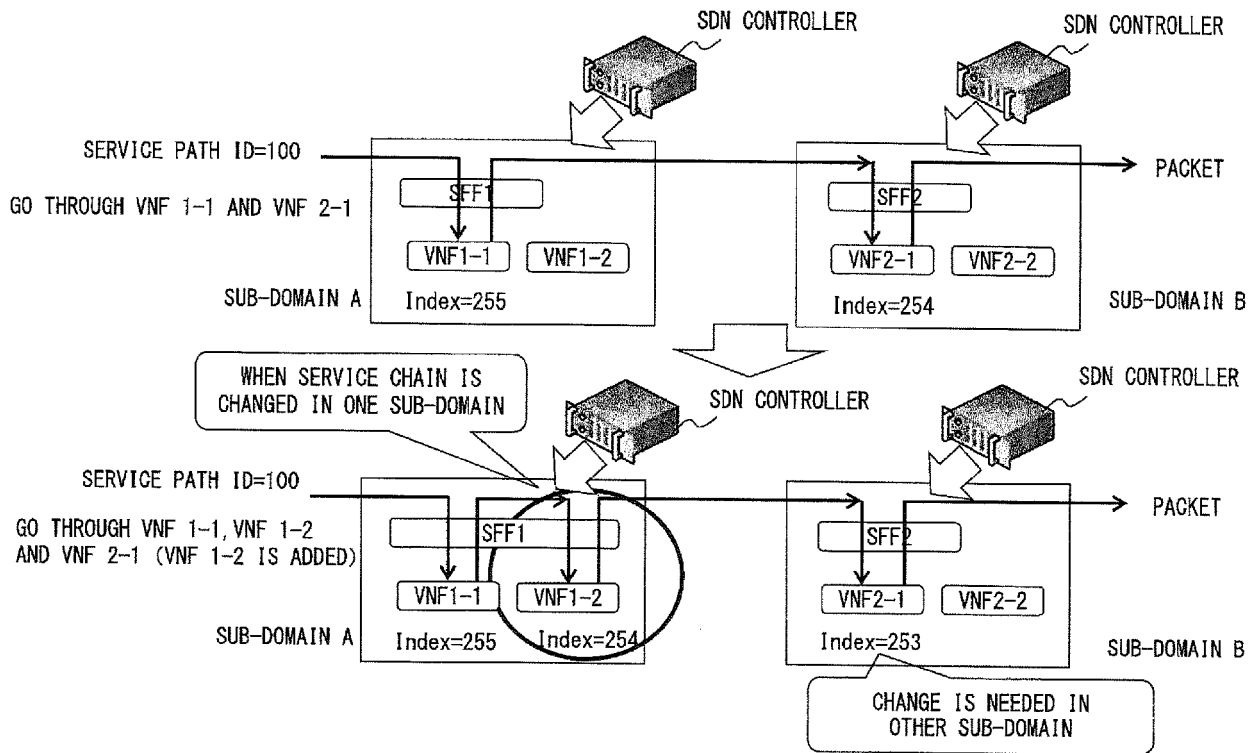 SDN CONTROLLER
SDN CONTROLLER
SERVICE PATH ID=100
PACKET
GO THROUGH VNF 1-1 AND VNF 2-1
SFF1
SFF2
VNF1-1
VNF1-2
VNF2-1
VNF2-2
SUB-DOMAIN A
Index=255
Index=254
SUB-DOMAIN B
WHEN SERVICE CHAIN IS
CHANGED IN ONE SUB-DOMAIN
SDN CONTROLLER
SDN CONTROLLER
SERVICE PATH ID=100
PACKET
GO THROUGH VNF 1-1, VNF 1-2
AND VNF 2-1 (VNF 1-2 IS ADDED)
SFF1
SFF2
VNF1-1
VNF1-2
VNF2-1
VNF2-2
SUB-DOMAIN A
Index=255
Index=254
Index=253
SUB-DOMAIN B
CHANGE IS NEEDED IN
OTHER SUB-DOMAIN